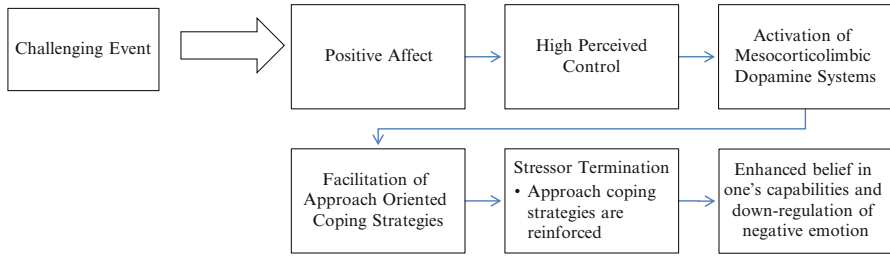 Challenging Event
Positive Affect
High Perceived
Control
Activation of
Mesocorticolimbic
Dopamine Systems
Facilitation of
Approach Oriented
Coping Strategies
Stressor Termination
• Approach coping
strategies are
reinforced
Enhanced belief in
one’s capabilities and
down-regulation of
negative emotion